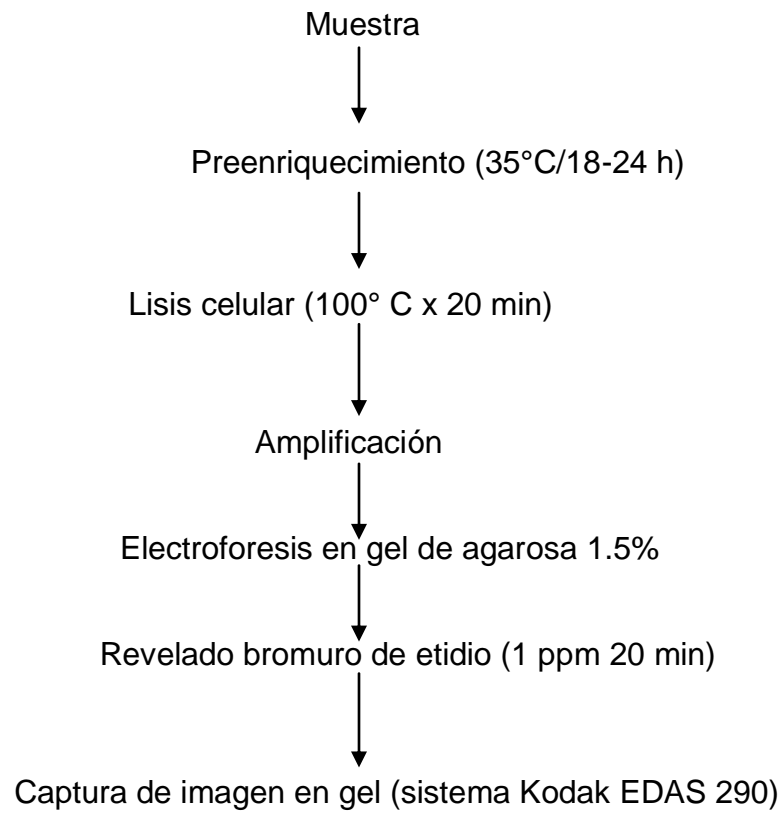 Muestra
Preenriquecimiento (35°C/18-24 h)
Lisis celular (100° C x 20 min)
Amplificación
Electroforesis en gel de agarosa 1.5%
Revelado bromuro de etidio (1 ppm 20 min)
Captura de imagen en gel (sistema Kodak EDAS 290)